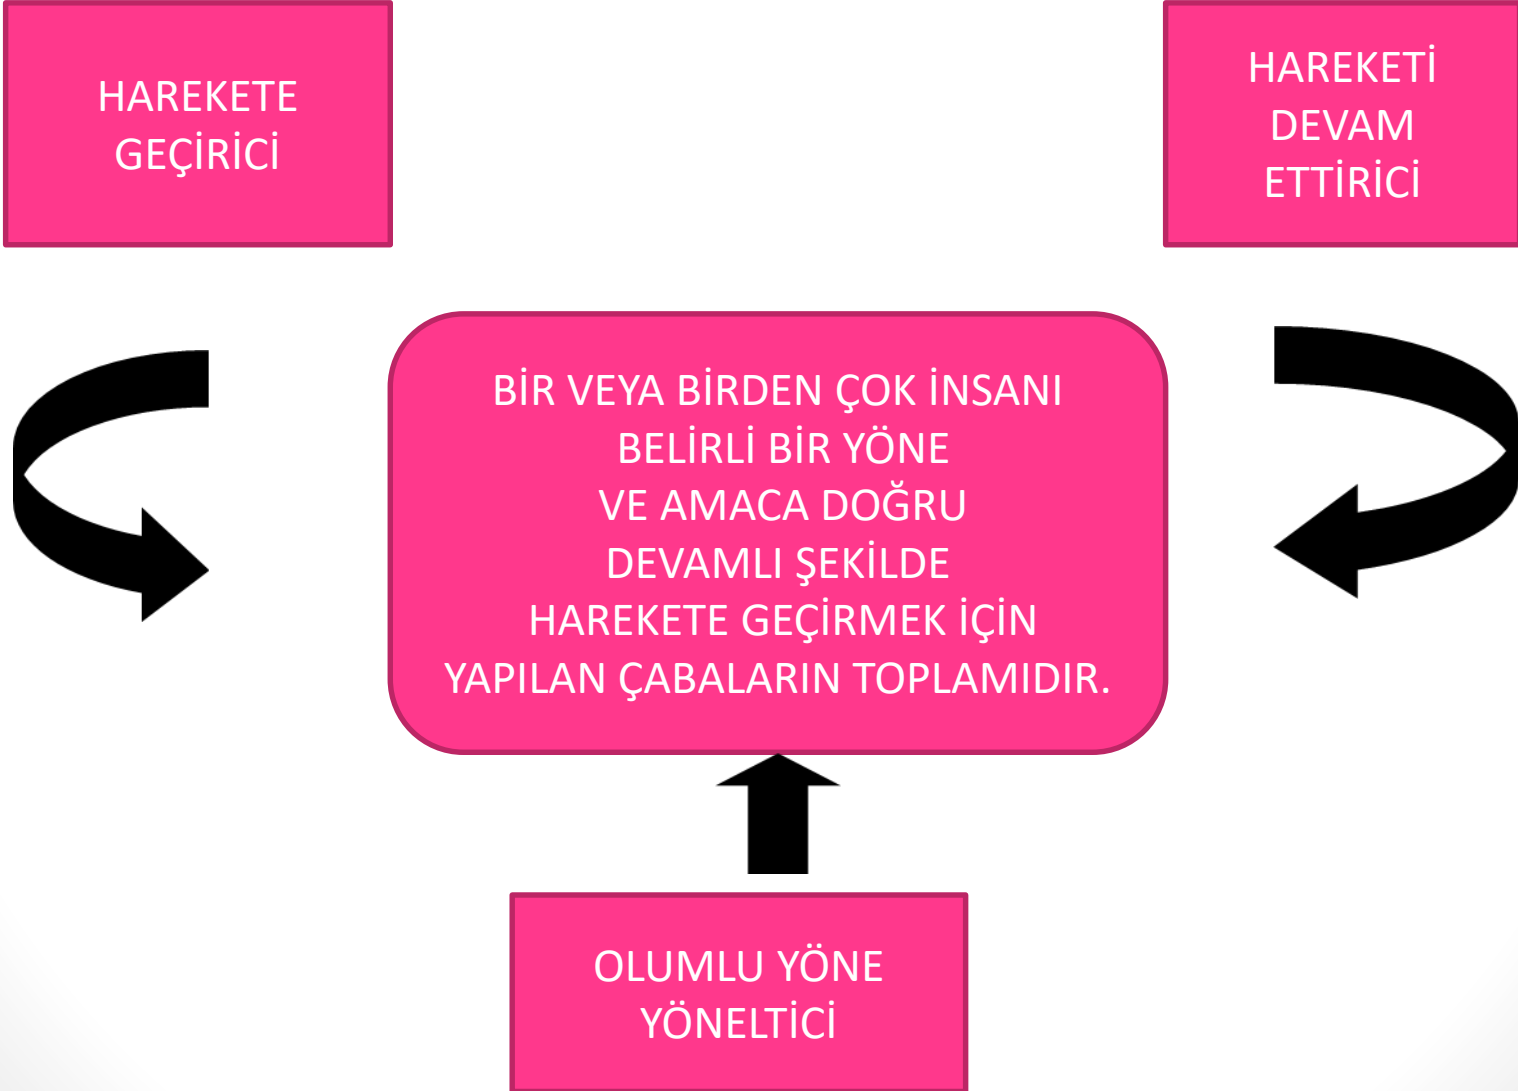 HAREKETE
GEÇİRİCİ
HAREKETİ
DEVAM
ETTİRİCİ
BİR VEYA BİRDEN ÇOK İNSANI
BELİRLİ BİR YÖNE
VE AMACA DOĞRU
DEVAMLI ŞEKİLDE
HAREKETE GEÇİRMEK İÇİN
YAPILAN ÇABALARIN TOPLAMIDIR.
OLUMLU YÖNE
YÖNELTİCİ